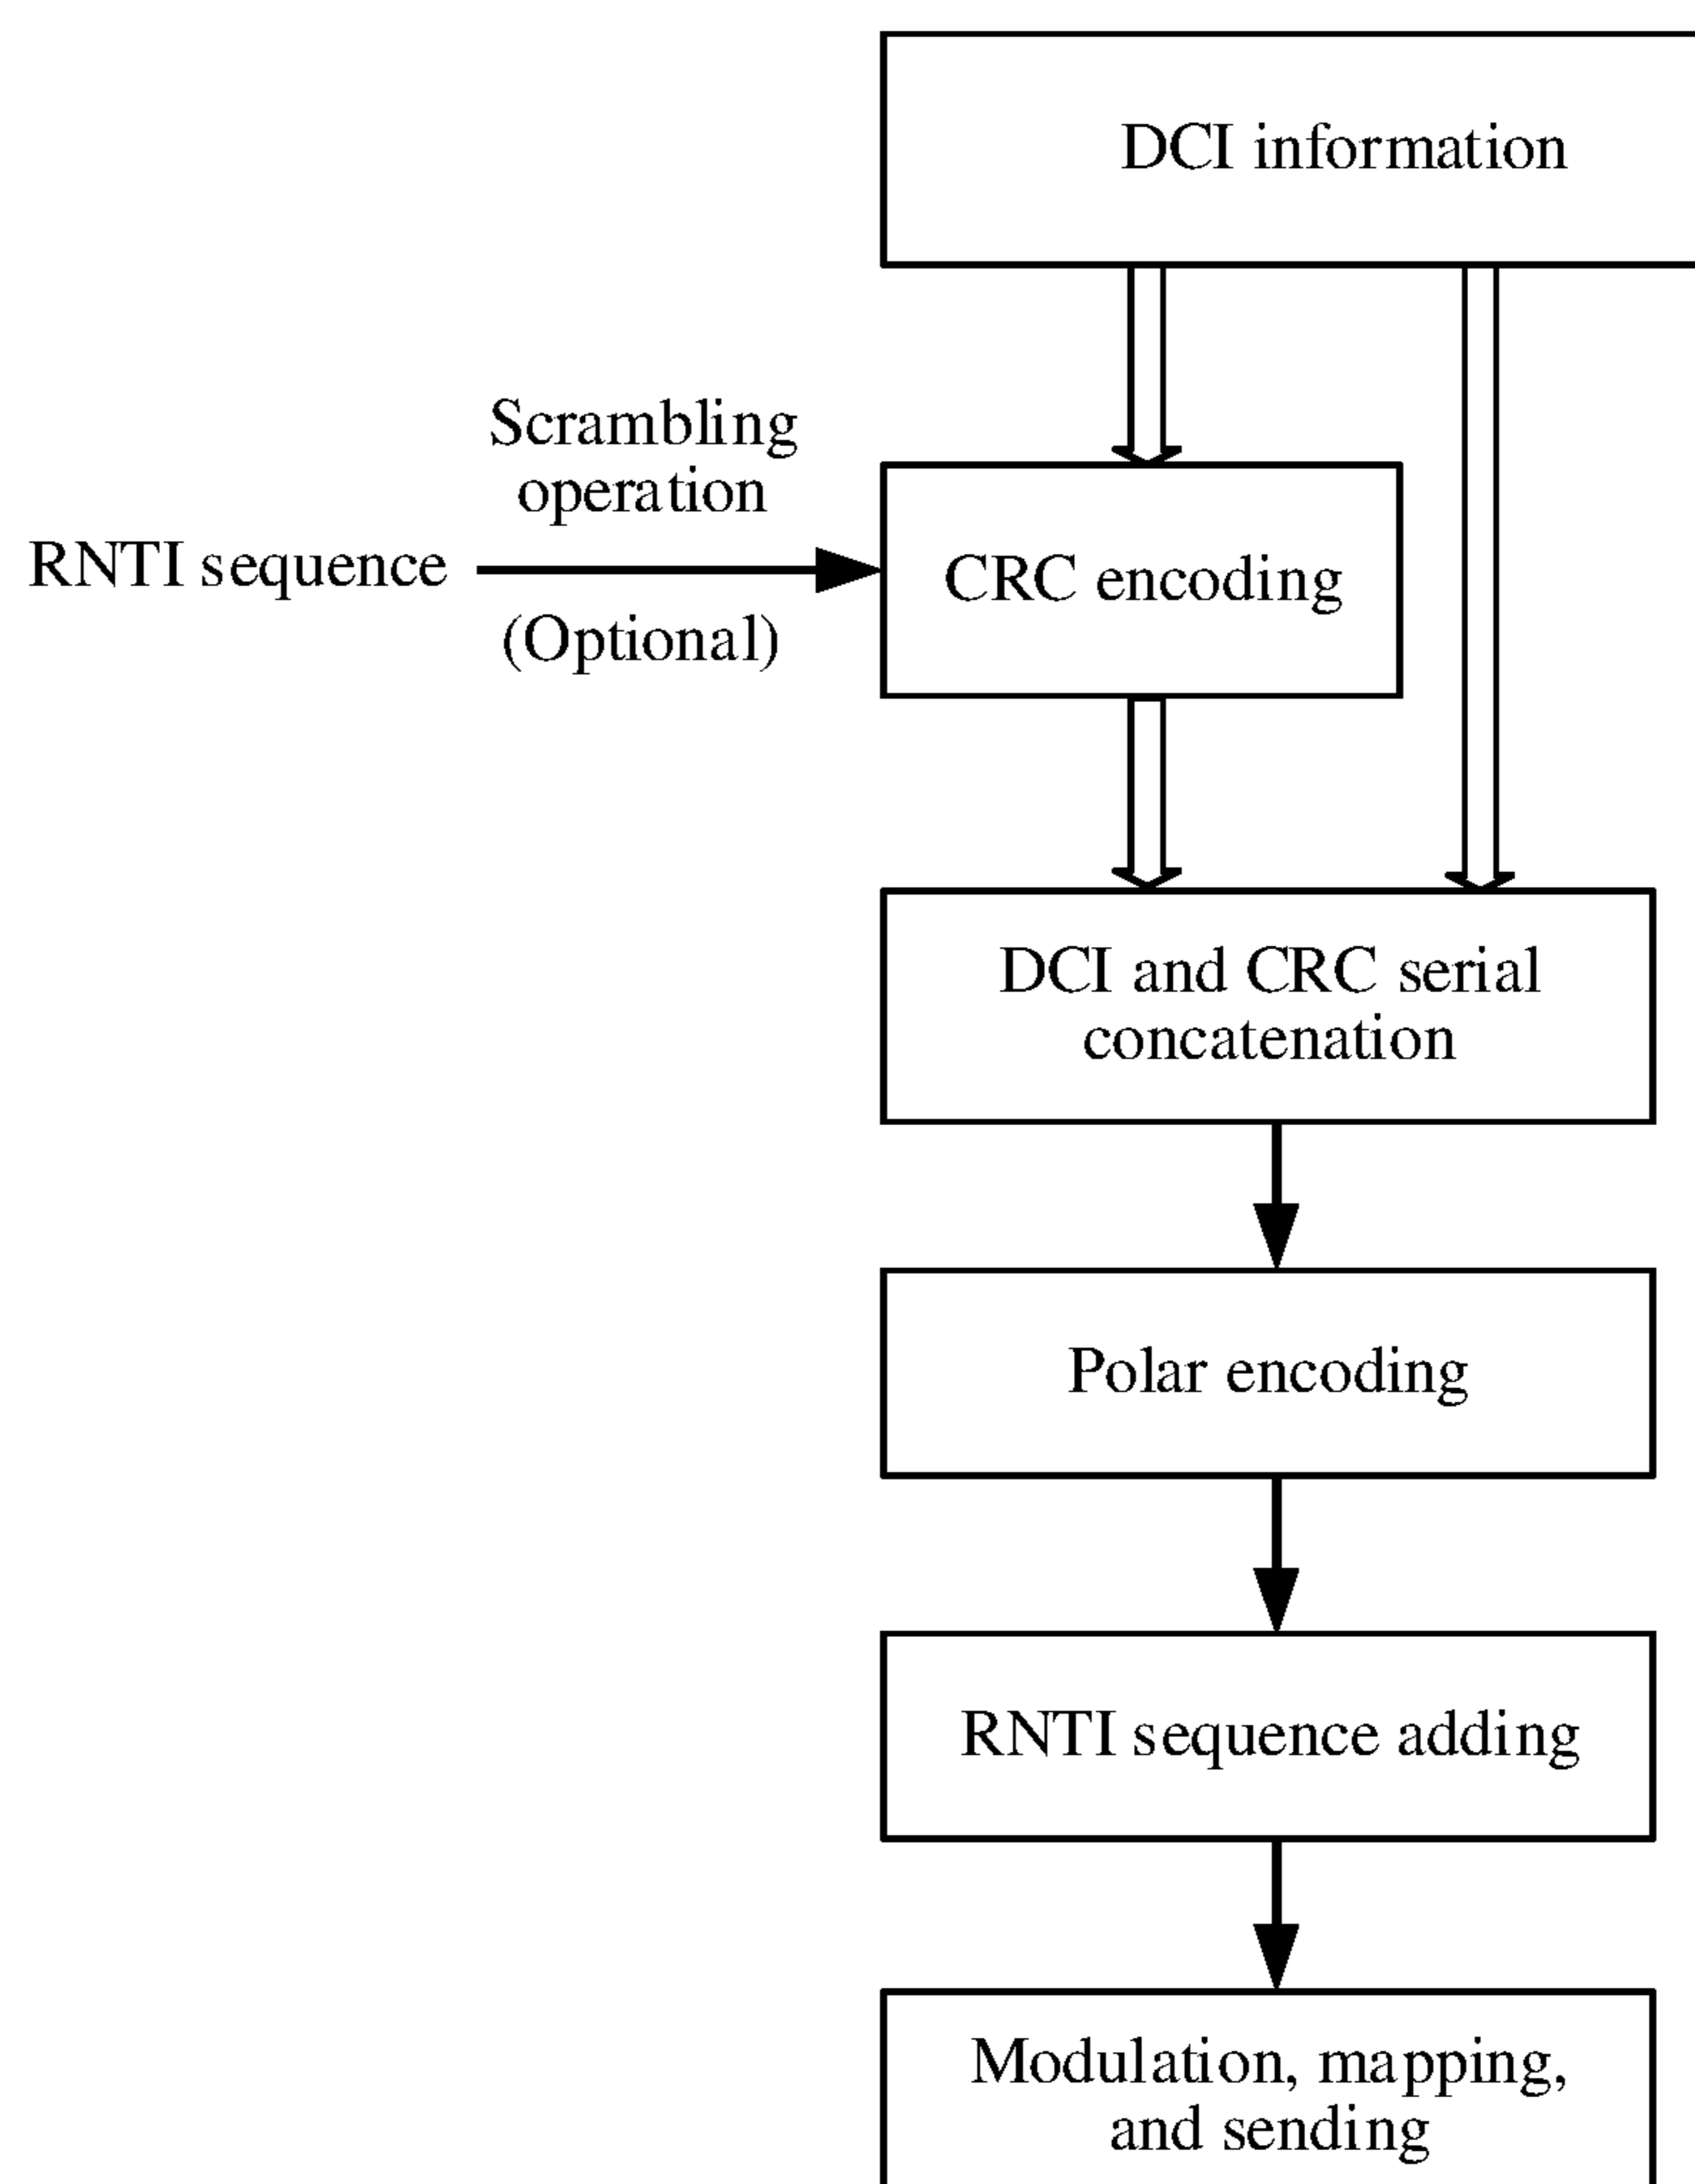 DCI information
Scrambling
operation
RNTI sequence
(Optional)
CRC encoding
DCI and CRC serial
concatenation
Polar encoding
RNTI sequence adding
Modulation, mapping,
and sending